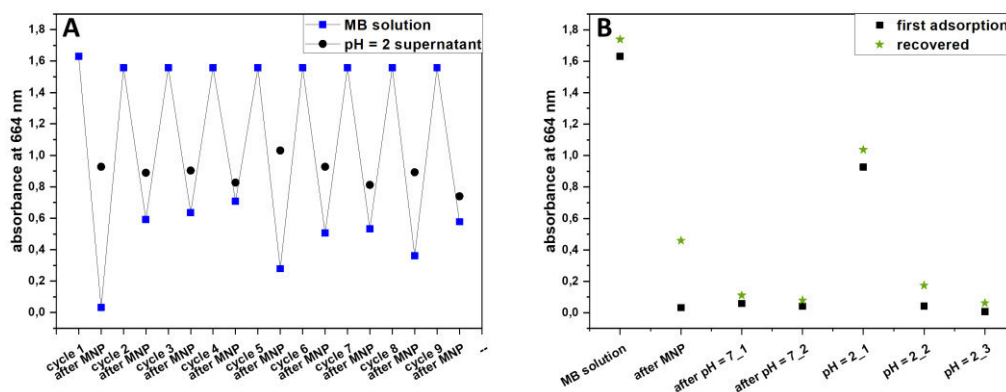 A
MB solution
pH = 2 supernatant
absorbance at 664 nm
1,8
1,6
1,4
1,2
1,0
0,8
0,6
0,4
0,2
0,0
cycle 1
after MNP
cycle 2
after MNP
cycle 3
after MNP
cycle 4
after MNP
cycle 5
after MNP
cycle 6
after MNP
cycle 7
after MNP
cycle 8
after MNP
cycle 9
after MNP
--
B
first adsorption
recovered
absorbance at 664 nm
1,8
1,6
1,4
1,2
1,0
0,8
0,6
0,4
0,2
0,0
MB solution
after MNP
after pH = 7_1
after pH = 7_2
pH = 2_1
pH = 2_2
pH = 2_3